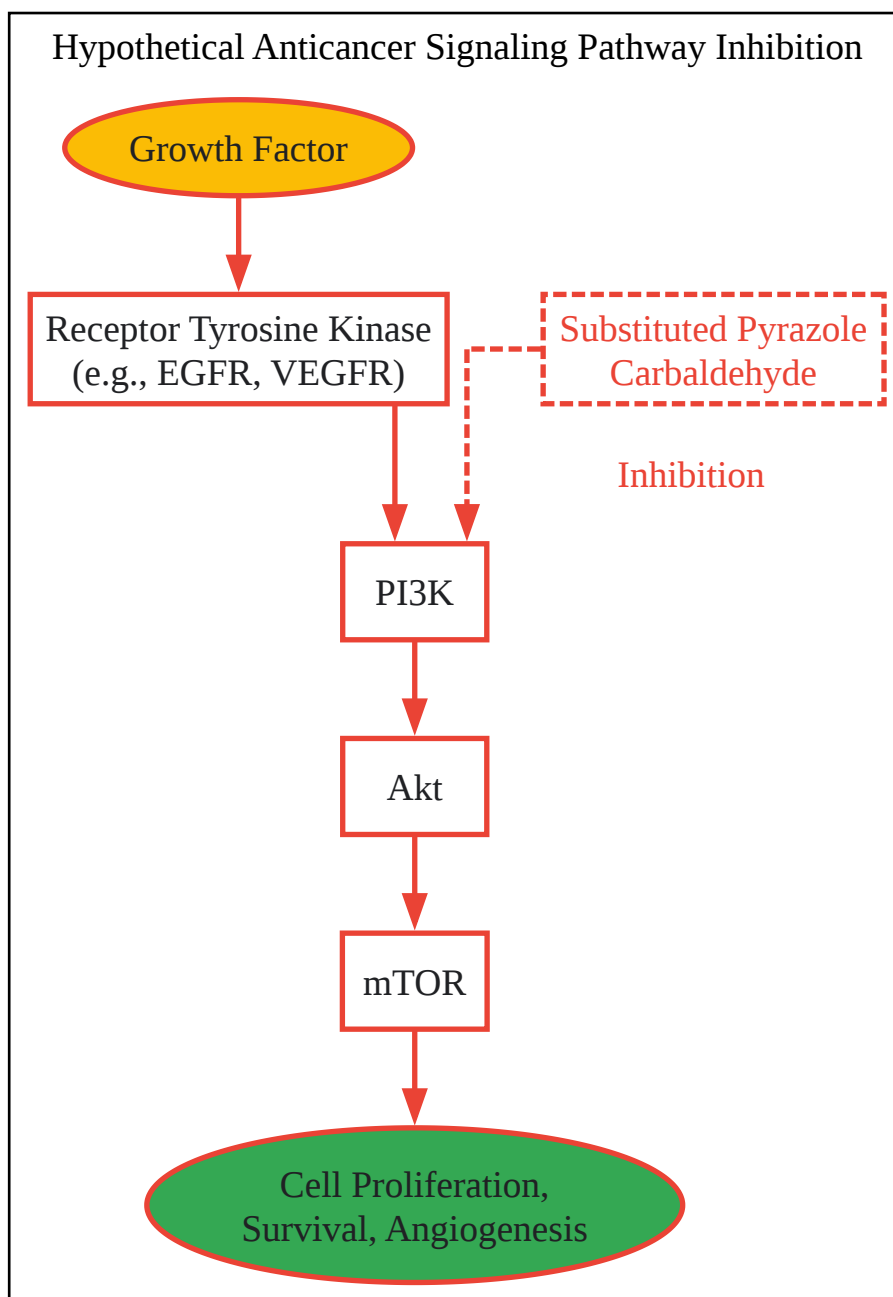 Hypothetical Anticancer Signaling Pathway Inhibition
Growth Factor
Receptor Tyrosine Kinase
(e.g., EGFR, VEGFR)
Substituted Pyrazole
Carbaldehyde
Inhibition
PI3K
Akt
mTOR
Cell Proliferation,
Survival, Angiogenesis